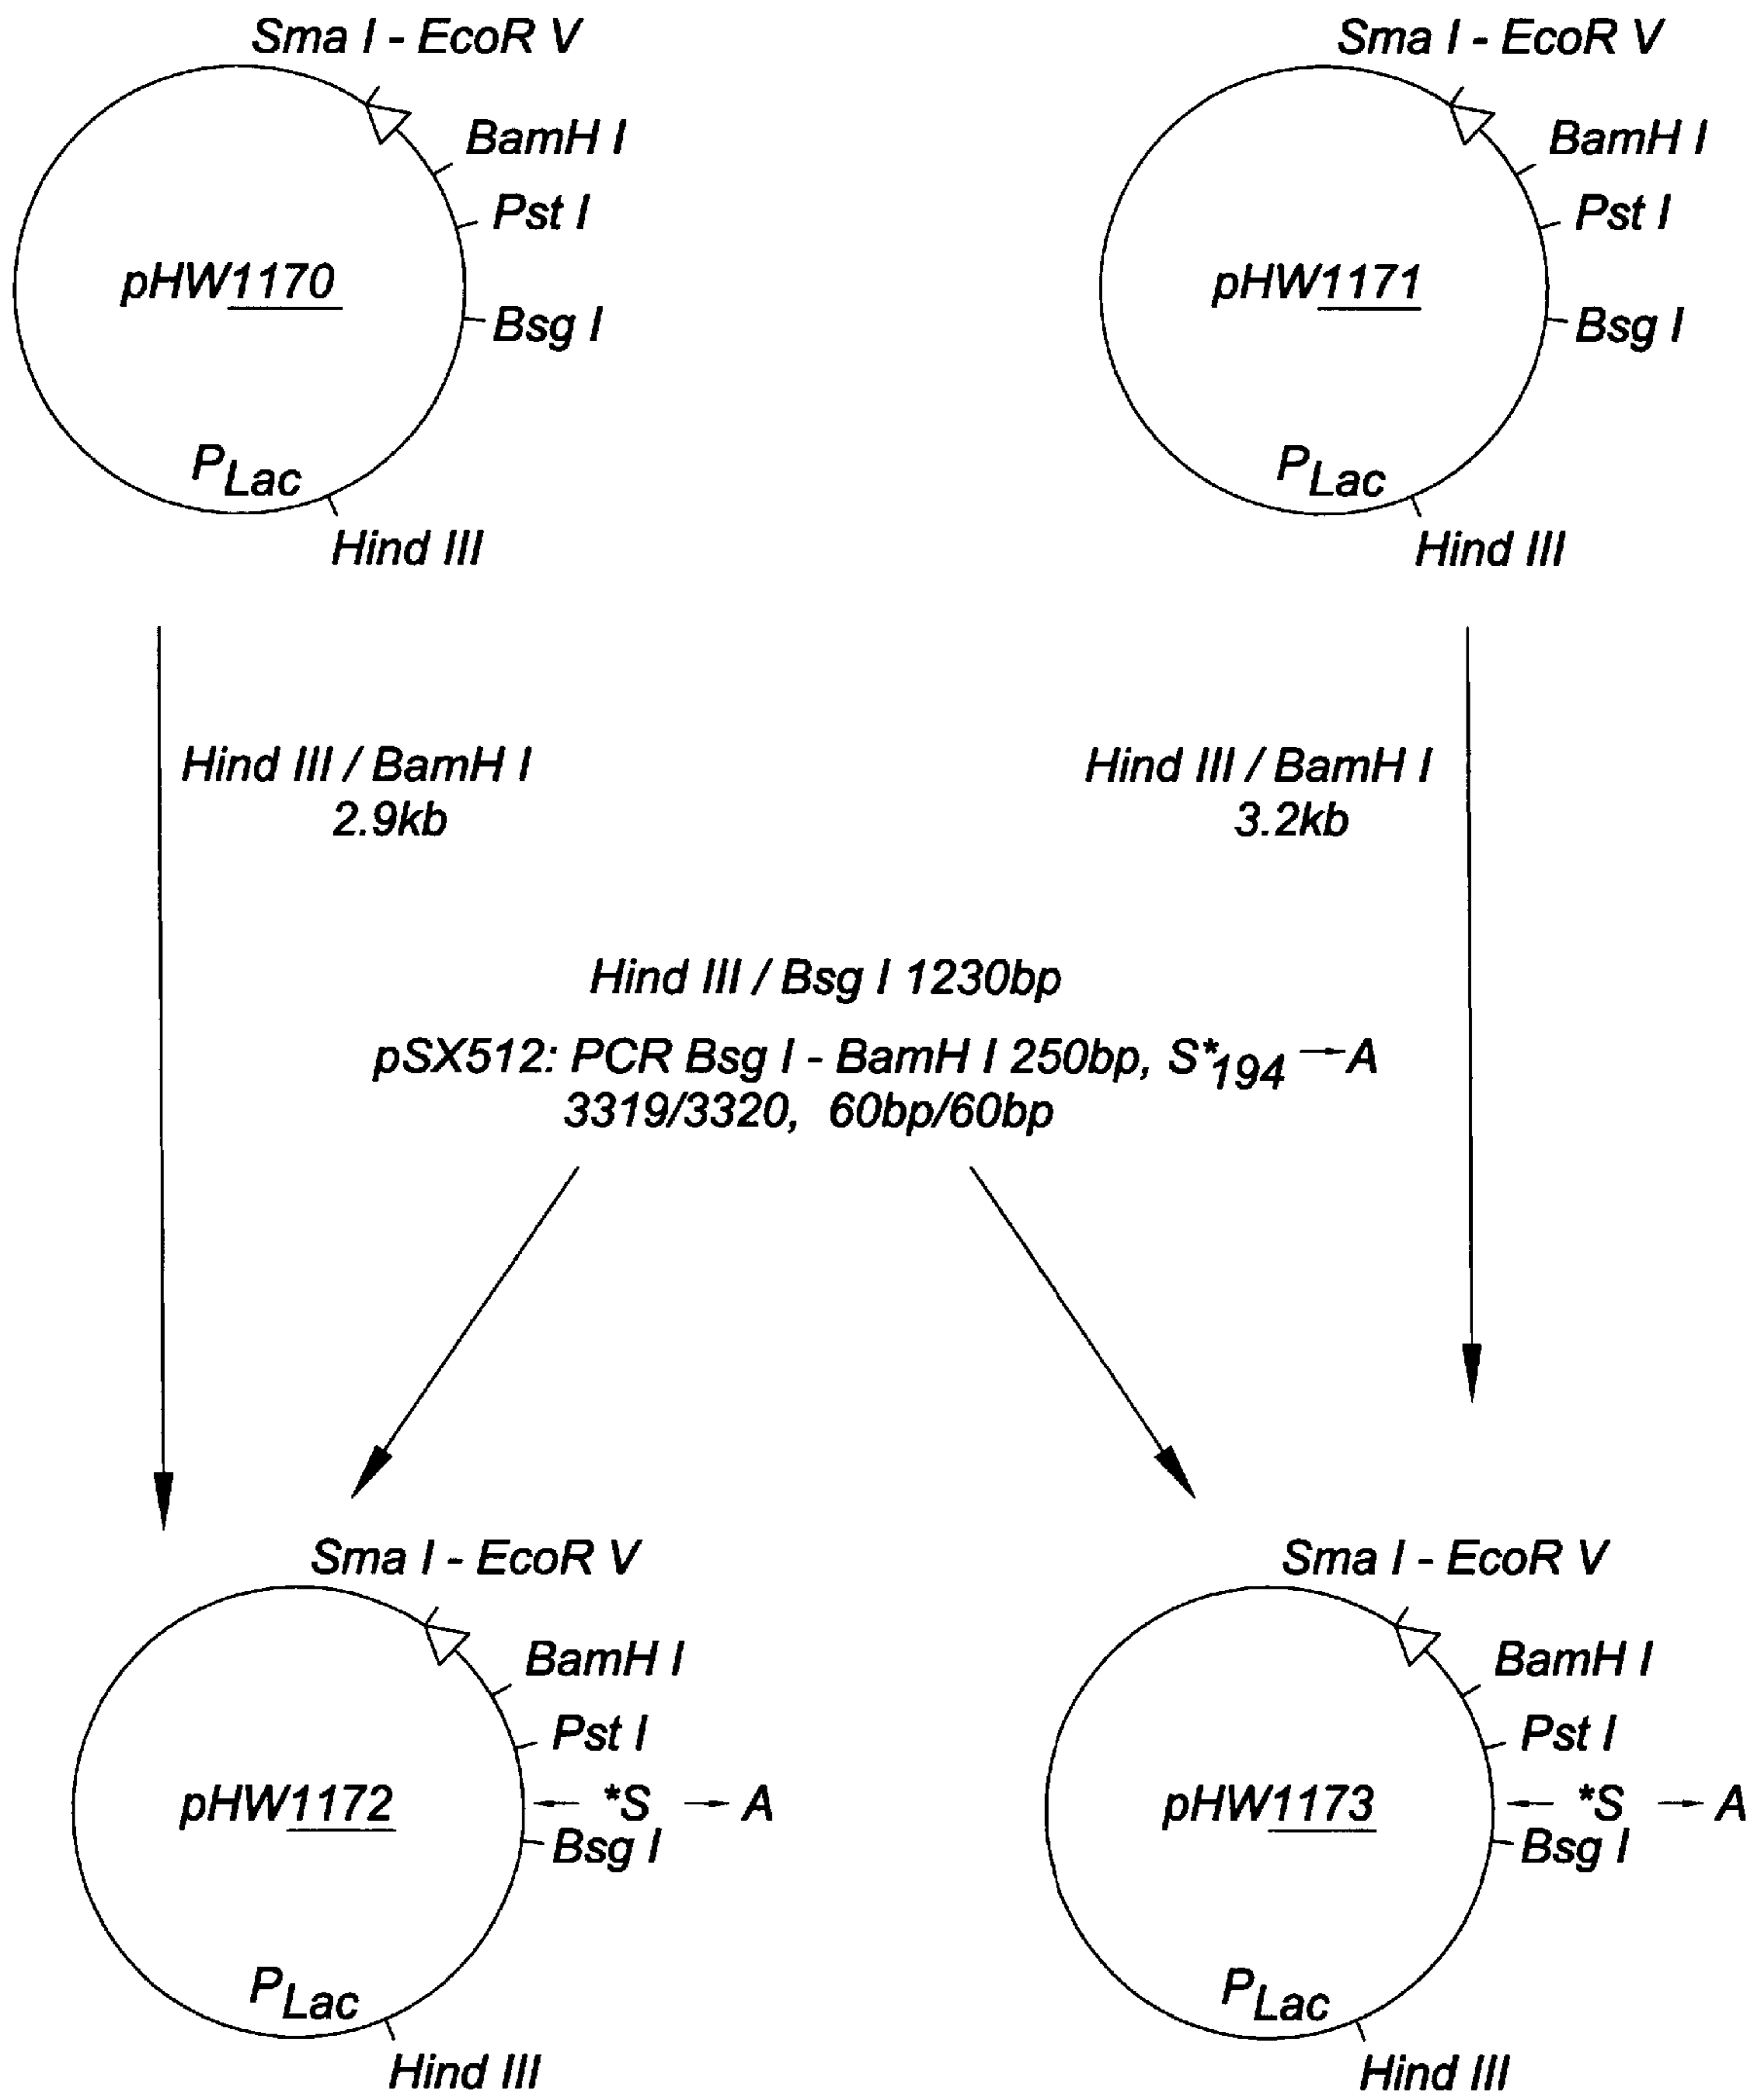 Sma I - EcoR V
BamH I
Pst I
pHW1170
Bsg I
PLac
Hind III
Sma I - EcoR V
BamH I
Pst I
pHW1171
Bsg I
PLac
Hind III
Hind III / BamH I
2.9kb
Hind III / BamH I
3.2kb
Hind III / Bsg I 1230bp
pSX512: PCR Bsg I - BamH I 250bp, S*194 → A
3319/3320, 60bp/60bp
Sma I - EcoR V
BamH I
Pst I
pHW1172
← *S → A
Bsg I
PLac
Hind III
Sma I - EcoR V
BamH I
Pst I
pHW1173
← *S → A
Bsg I
PLac
Hind III